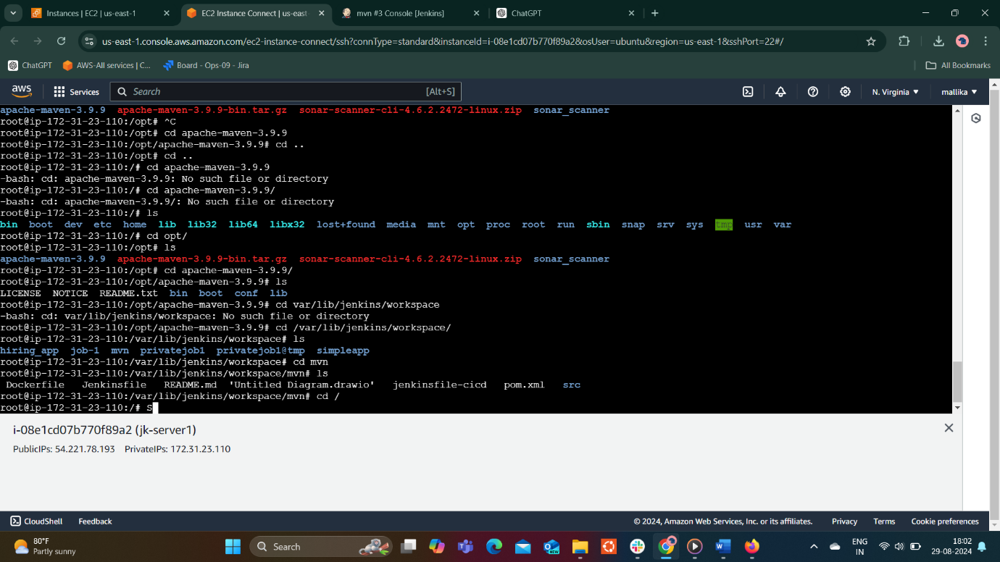 Instances | EC2 | us-east-1
EC2 Instance Connect | us-east-
mvn #3 Console [Jenkins]
ChatGPT
us-east-1.console.aws.amazon.com/ec2-instance-connect/ssh?connType=standard&instanceId=i-08e1cd07b770f89a2&osUser=ubuntu&region=us-east-1&sshPort=22#/
ChatGPT AWS-All services | C... Board - Ops-09 - Jira All Bookmarks
aws Services Search [Alt+S] N. Virginia mallika
apache-maven-3.9.9  apache-maven-3.9.9-bin.tar.gz  sonar-scanner-cli-4.6.2.2472-linux.zip  sonar_scanner
root@ip-172-31-23-110:/opt# ^C
root@ip-172-31-23-110:/opt# cd apache-maven-3.9.9
root@ip-172-31-23-110:/opt/apache-maven-3.9.9# cd ..
root@ip-172-31-23-110:/opt# cd ..
root@ip-172-31-23-110:/# cd apache-maven-3.9.9
-bash: cd: apache-maven-3.9.9: No such file or directory
root@ip-172-31-23-110:/# cd apache-maven-3.9.9/
-bash: cd: apache-maven-3.9.9/: No such file or directory
root@ip-172-31-23-110:/# ls
bin  boot  dev  etc  home  lib  lib32  lib64  libx32  lost+found  media  mnt  opt  proc  root  run  sbin  snap  srv  sys  tmp  usr  var
root@ip-172-31-23-110:/# cd opt/
root@ip-172-31-23-110:/opt# ls
apache-maven-3.9.9  apache-maven-3.9.9-bin.tar.gz  sonar-scanner-cli-4.6.2.2472-linux.zip  sonar_scanner
root@ip-172-31-23-110:/opt# cd apache-maven-3.9.9/
root@ip-172-31-23-110:/opt/apache-maven-3.9.9# ls
LICENSE  NOTICE  README.txt  bin  boot  conf  lib
root@ip-172-31-23-110:/opt/apache-maven-3.9.9# cd var/lib/jenkins/workspace
-bash: cd: var/lib/jenkins/workspace: No such file or directory
root@ip-172-31-23-110:/opt/apache-maven-3.9.9# cd /var/lib/jenkins/workspace/
root@ip-172-31-23-110:/var/lib/jenkins/workspace# ls
hiring_app  job-1  mvn  privatejob1  privatejob1@tmp  simpleapp
root@ip-172-31-23-110:/var/lib/jenkins/workspace# cd mvn
root@ip-172-31-23-110:/var/lib/jenkins/workspace/mvn# ls
Dockerfile   Jenkinsfile   README.md  'Untitled Diagram.drawio'   jenkinsfile-cicd   pom.xml   src
root@ip-172-31-23-110:/var/lib/jenkins/workspace/mvn# cd /
root@ip-172-31-23-110:/# S
i-08e1cd07b770f89a2 (jk-server1)
PublicIPs: 54.221.78.193 PrivateIPs: 172.31.23.110
CloudShell Feedback © 2024, Amazon Web Services, Inc. or its affiliates. Privacy Terms Cookie preferences
80°F
Partly sunny
Search
ENG
IN
18:02
29-08-2024